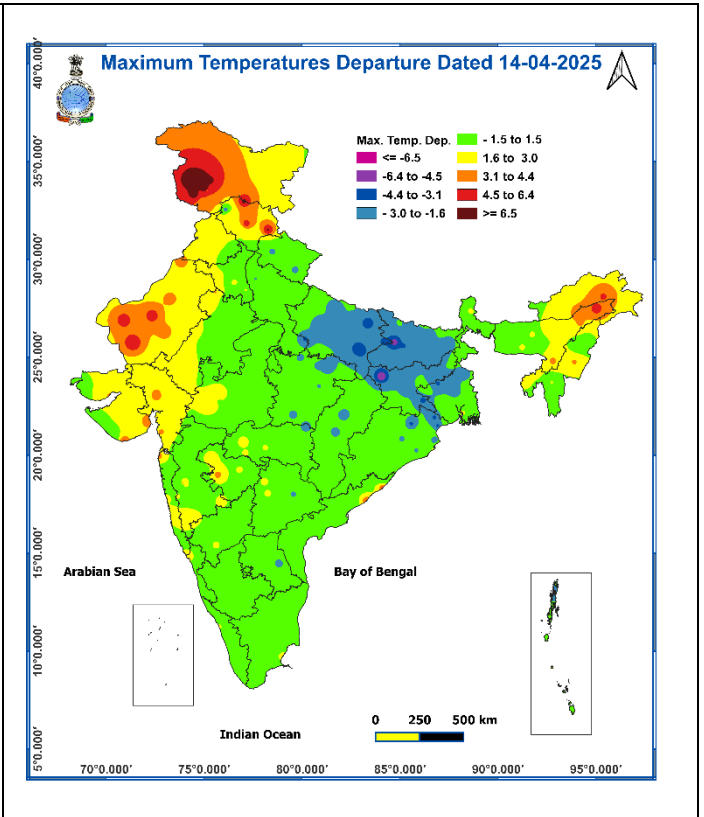 Maximum Temperatures Departure Dated 14-04-2025
Max. Temp. Dep.
<= -6.5
-6.4 to -4.5
-4.4 to -3.1
- 3.0 to -1.6
- 1.5 to 1.5
1.6 to 3.0
3.1 to 4.4
4.5 to 6.4
>= 6.5
40°0.000'
35°0.000'
30°0.000'
25°0.000'
20°0.000'
15°0.000'
10°0.000'
5°0.000'
Arabian Sea
Bay of Bengal
Indian Ocean
0 250 500 km
70°0.000' 75°0.000' 80°0.000' 85°0.000' 90°0.000' 95°0.000'